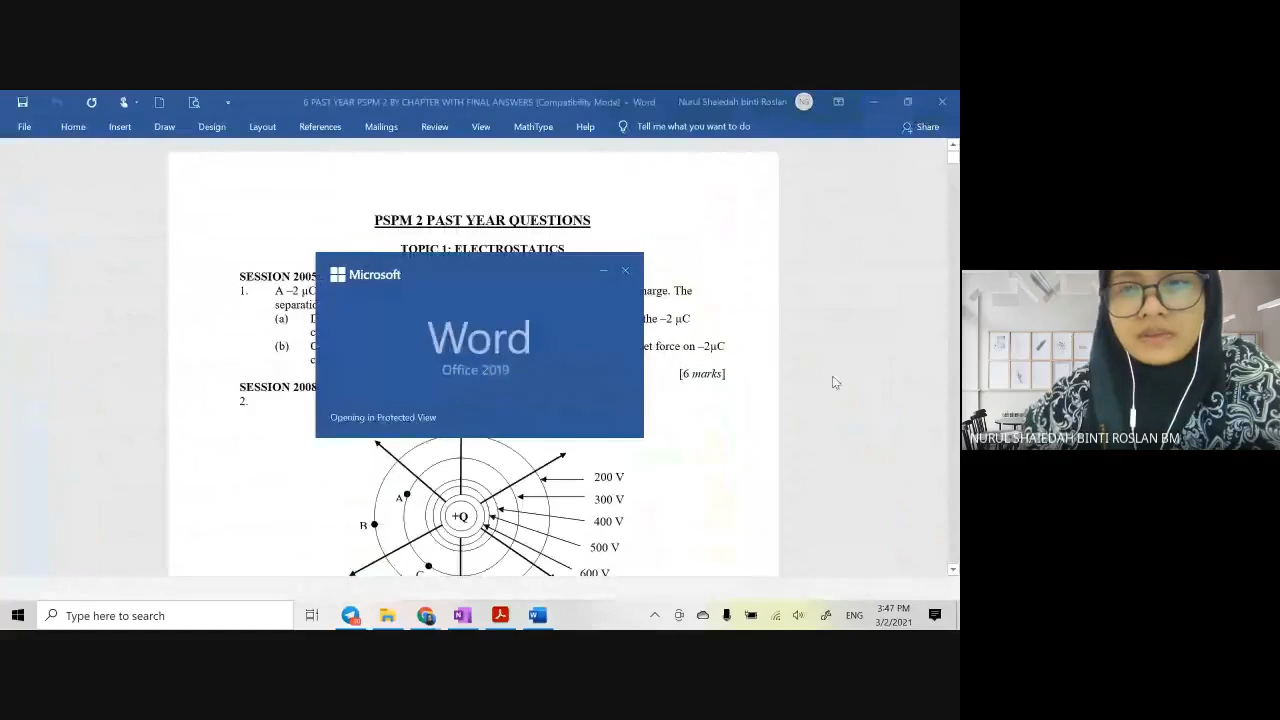 6 PAST YEAR PSPM 2 BY CHAPTER WITH FINAL ANSWERS [Compatibility Mode] - Word
Nurul Shaiedah binti Roslan
NB
File Home Insert Draw Design Layout References Mailings Review View MathType Help Tell me what you want to do Share
PSPM 2 PAST YEAR QUESTIONS
TOPIC 1: ELECTROSTATICS
SESSION 2005
1. A –2 µC harge. The
separatio
(a) the –2 µC
(b) et force on –2µC
[6 marks]
SESSION 2008
2.
Microsoft
Word
Office 2019
Opening in Protected View
200 V
300 V
400 V
500 V
600 V
A
B
C
+Q
NURUL SHAIEDAH BINTI ROSLAN BM
Type here to search
ENG
3:47 PM
3/2/2021